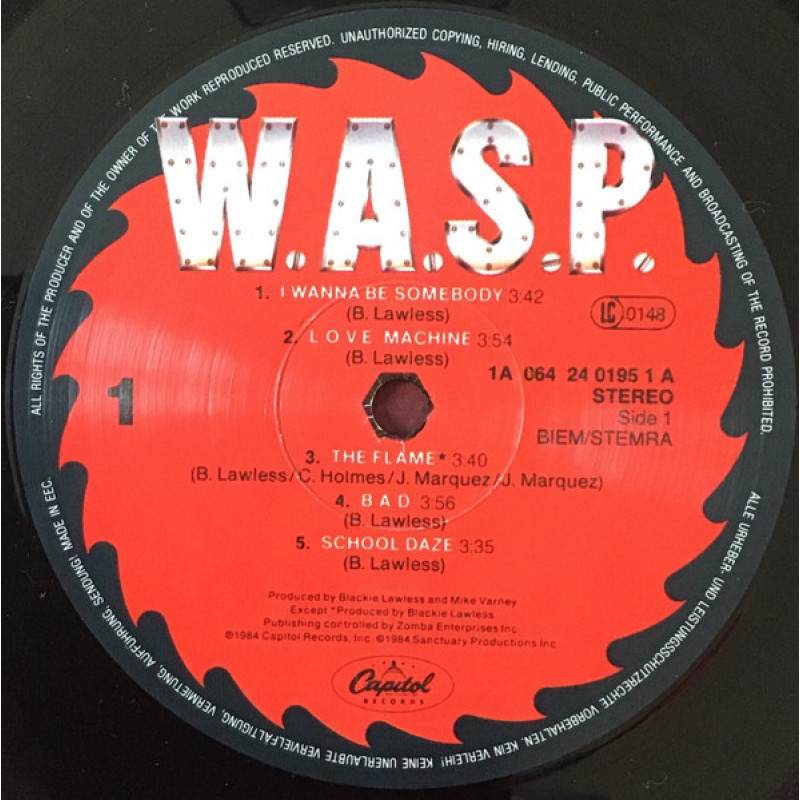 ALL RIGHTS OF THE PRODUCER AND OF THE OWNER OF THE WORK REPRODUCED RESERVED. UNAUTHORIZED COPYING, HIRING, LENDING, PUBLIC PERFORMANCE AND BROADCASTING OF THE RECORD PROHIBITED.
W.A.S.P.
1. I WANNA BE SOMEBODY 3:42
(B. Lawless)
LC 0148
2. LOVE MACHINE 3:54
(B. Lawless)
1A 064 24 0195 1 A
STEREO
1
Side 1
BIEM/STEMRA
3. THE FLAME* 3:40
(B. Lawless/C. Holmes/J. Marquez/J. Marquez)
4. BAD 3:56
(B. Lawless)
5. SCHOOL DAZE 3:35
(B. Lawless)
Produced by Blackie Lawless and Mike Varney
Except *Produced by Blackie Lawless
Publishing controlled by Zomba Enterprises Inc.
℗1984 Capitol Records, Inc. ©1984 Sanctuary Productions Inc
Capitol
RECORDS
ALLE URHEBER- UND LEISTUNGSSCHUTZRECHTE VORBEHALTEN. KEIN VERLEIH! KEINE UNERLAUBTE VERVIELFÄLTIGUNG, VERMIETUNG, AUFFÜHRUNG, SENDUNG! MADE IN EEC.